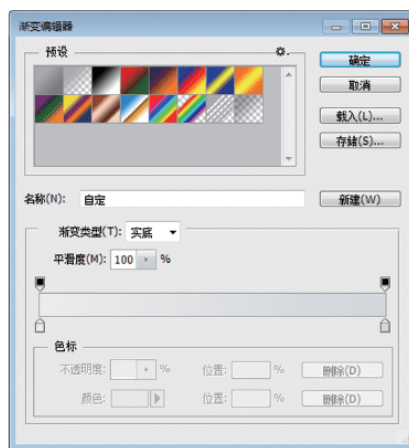 渐变编辑器
预设
确定
取消
载入(L)...
存储(S)...
名称(N): 自定
新建(W)
渐变类型(T): 实底
平滑度(M): 100 %
色标
不透明度: % 位置: % 删除(D)
颜色: 位置: % 删除(D)